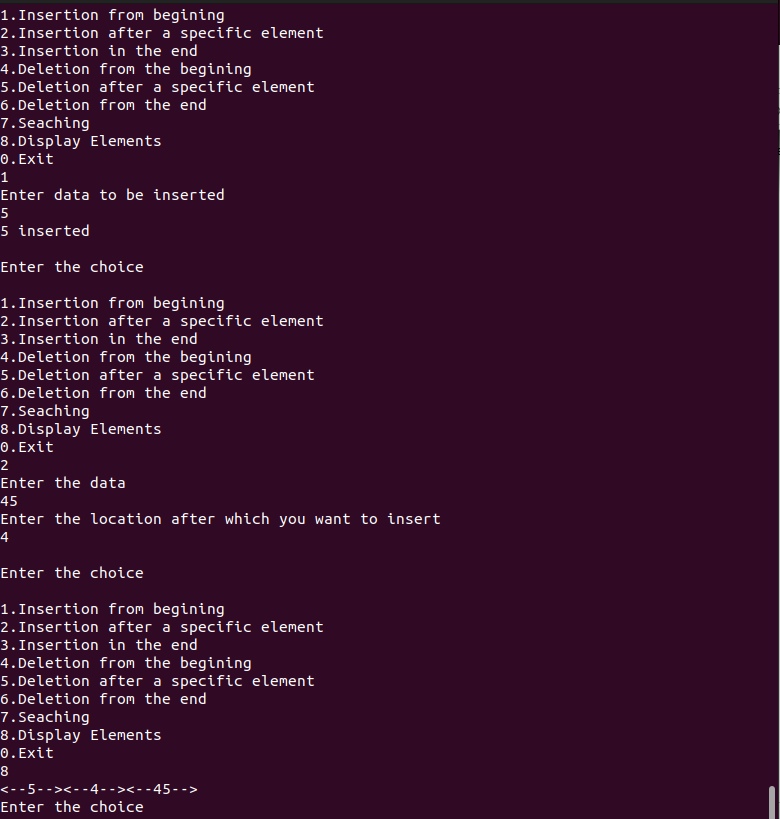 1.Insertion from begining
2.Insertion after a specific element
3.Insertion in the end
4.Deletion from the begining
5.Deletion after a specific element
6.Deletion from the end
7.Seaching
8.Display Elements
0.Exit
1
Enter data to be inserted
5
5 inserted
Enter the choice
1.Insertion from begining
2.Insertion after a specific element
3.Insertion in the end
4.Deletion from the begining
5.Deletion after a specific element
6.Deletion from the end
7.Seaching
8.Display Elements
0.Exit
2
Enter the data
45
Enter the location after which you want to insert
4
Enter the choice
1.Insertion from begining
2.Insertion after a specific element
3.Insertion in the end
4.Deletion from the begining
5.Deletion after a specific element
6.Deletion from the end
7.Seaching
8.Display Elements
0.Exit
8
<--5--><--4--><--45-->
Enter the choice